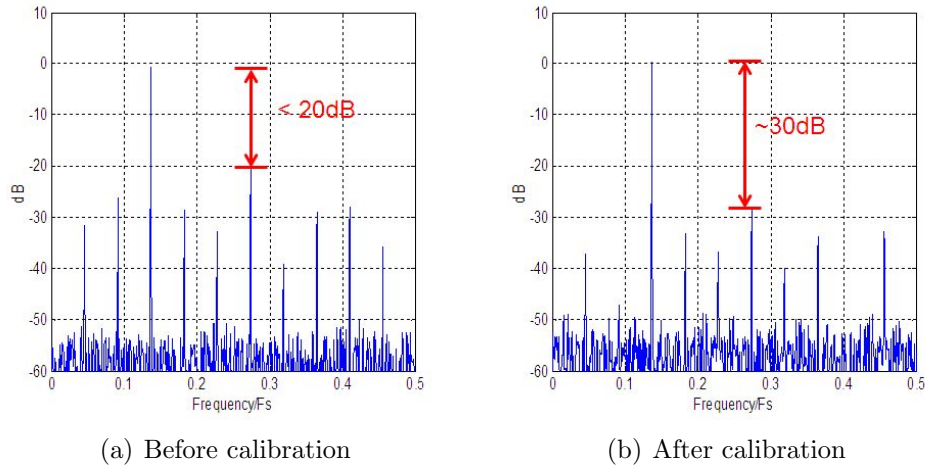 10
0
-10
-20
-30
-40
-50
-60
dB
0 0.1 0.2 0.3 0.4 0.5
Frequency/Fs
< 20dB
(a) Before calibration
10
0
-10
-20
-30
-40
-50
-60
dB
0 0.1 0.2 0.3 0.4 0.5
Frequency/Fs
~30dB
(b) After calibration